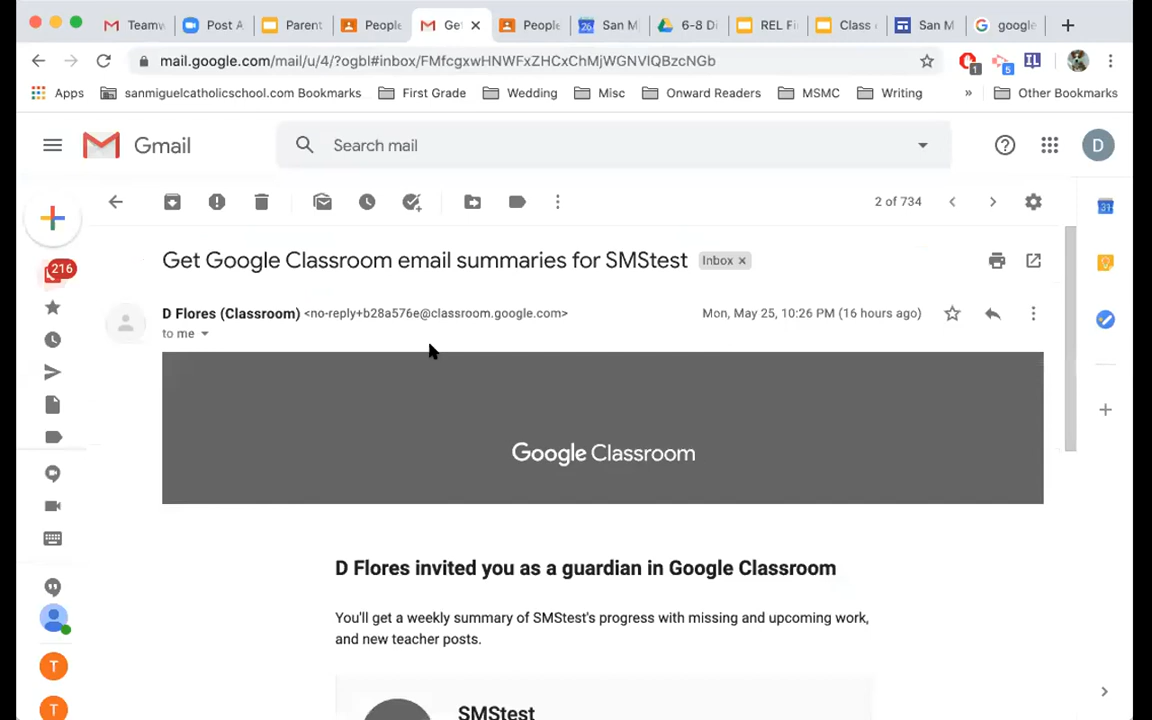 Teamw
Post A
Parent
People
Get
People
San M
6-8 Di
REL Fi
Class
San M
google
mail.google.com/mail/u/4/?ogbl#inbox/FMfcgxwHNWFxZHCxChMjWGNVlQBzcNGb
1
5
Apps
sanmiguelcatholicschool.com Bookmarks
First Grade
Wedding
Misc
Onward Readers
MSMC
Writing
»
Other Bookmarks
Gmail
Search mail
D
2 of 734
216
Get Google Classroom email summaries for SMStest
Inbox ×
D Flores (Classroom) <no-reply+b28a576e@classroom.google.com>
Mon, May 25, 10:26 PM (16 hours ago)
to me
Google Classroom
D Flores invited you as a guardian in Google Classroom
You'll get a weekly summary of SMStest's progress with missing and upcoming work,
and new teacher posts.
SMStest
T
T